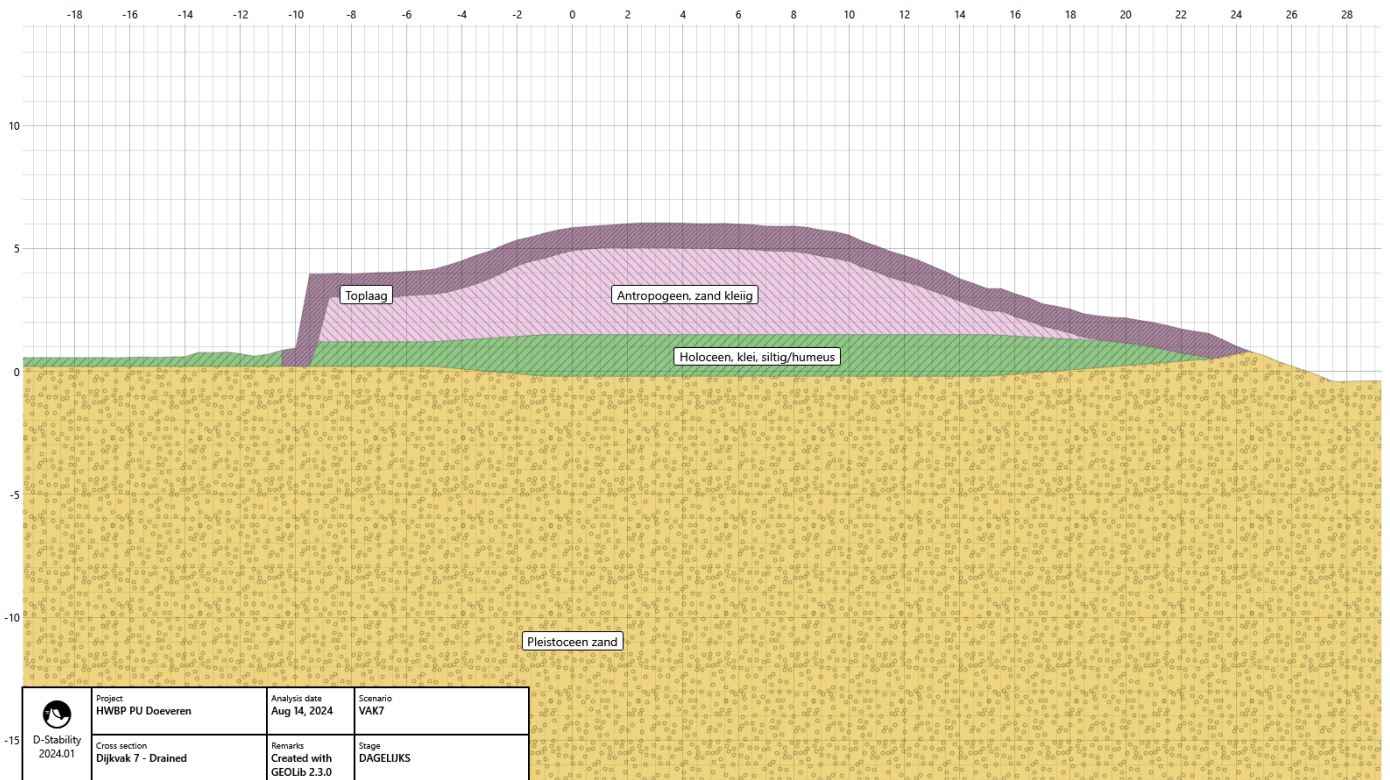 -18 -16 -14 -12 -10 -8 -6 -4 -2 0 2 4 6 8 10 12 14 16 18 20 22 24 26 28
10
5
Toplaag
Antropogeen, zand kleiig
Holoceen, klei, siltig/humeus
0
-5
-10
Pleistoceen zand
-15
D-Stability
2024.01
Project
HWBP PU Doeveren
Analysis date
Aug 14, 2024
Scenario
VAK7
Cross section
Dijkvak 7 - Drained
Remarks
Created with
GEOLib 2.3.0
Stage
DAGELIJKS